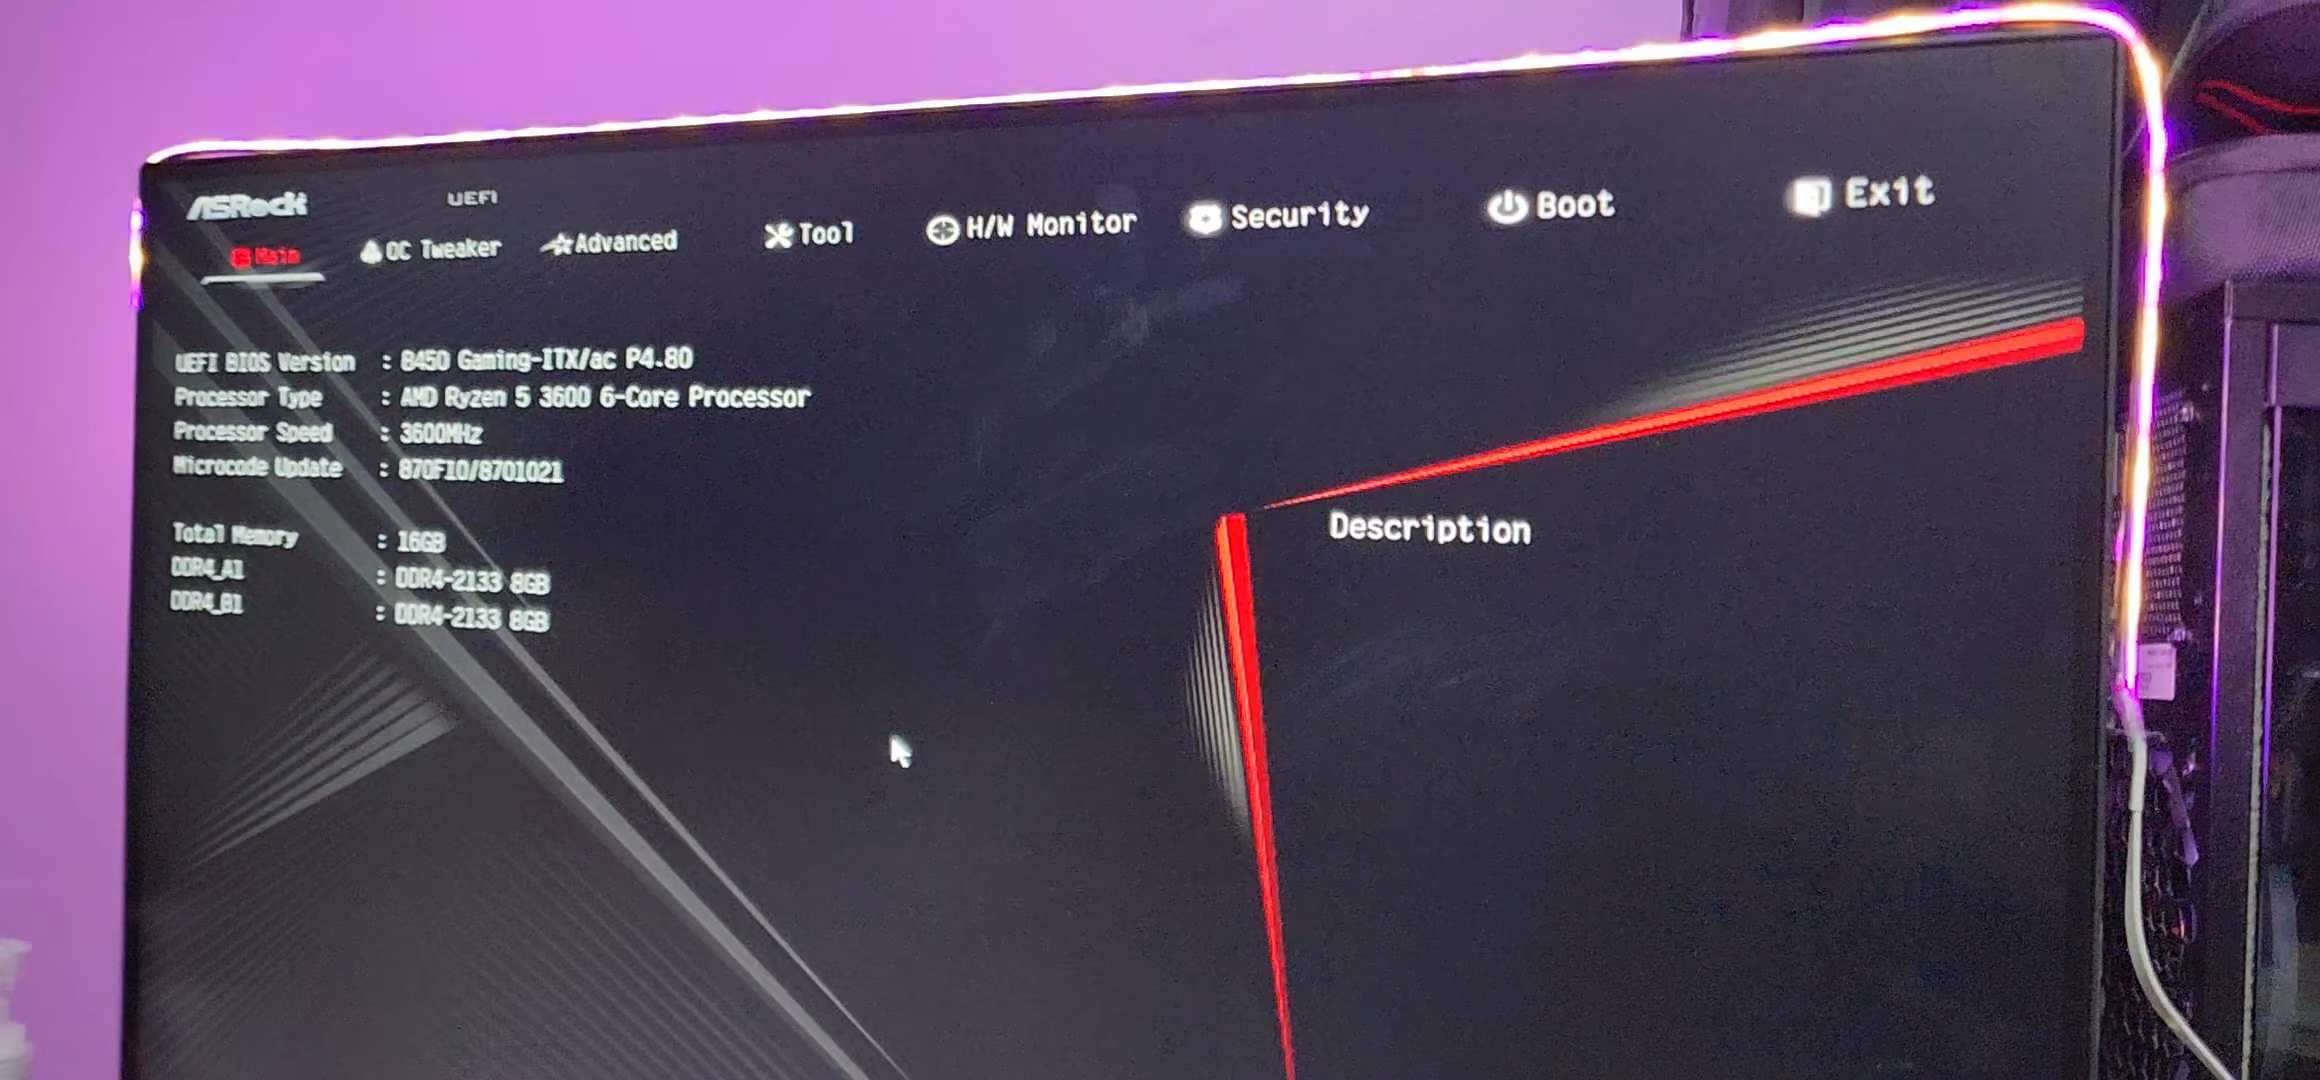 ASRock UEFI
Main OC Tweaker Advanced Tool H/W Monitor Security Boot Exit
UEFI BIOS Version : B450 Gaming-ITX/ac P4.80
Processor Type : AMD Ryzen 5 3600 6-Core Processor
Processor Speed : 3600MHz
Microcode Update : 870F10/8701021
Total Memory : 16GB
DDR4_A1 : DDR4-2133 8GB
DDR4_B1 : DDR4-2133 8GB
Description